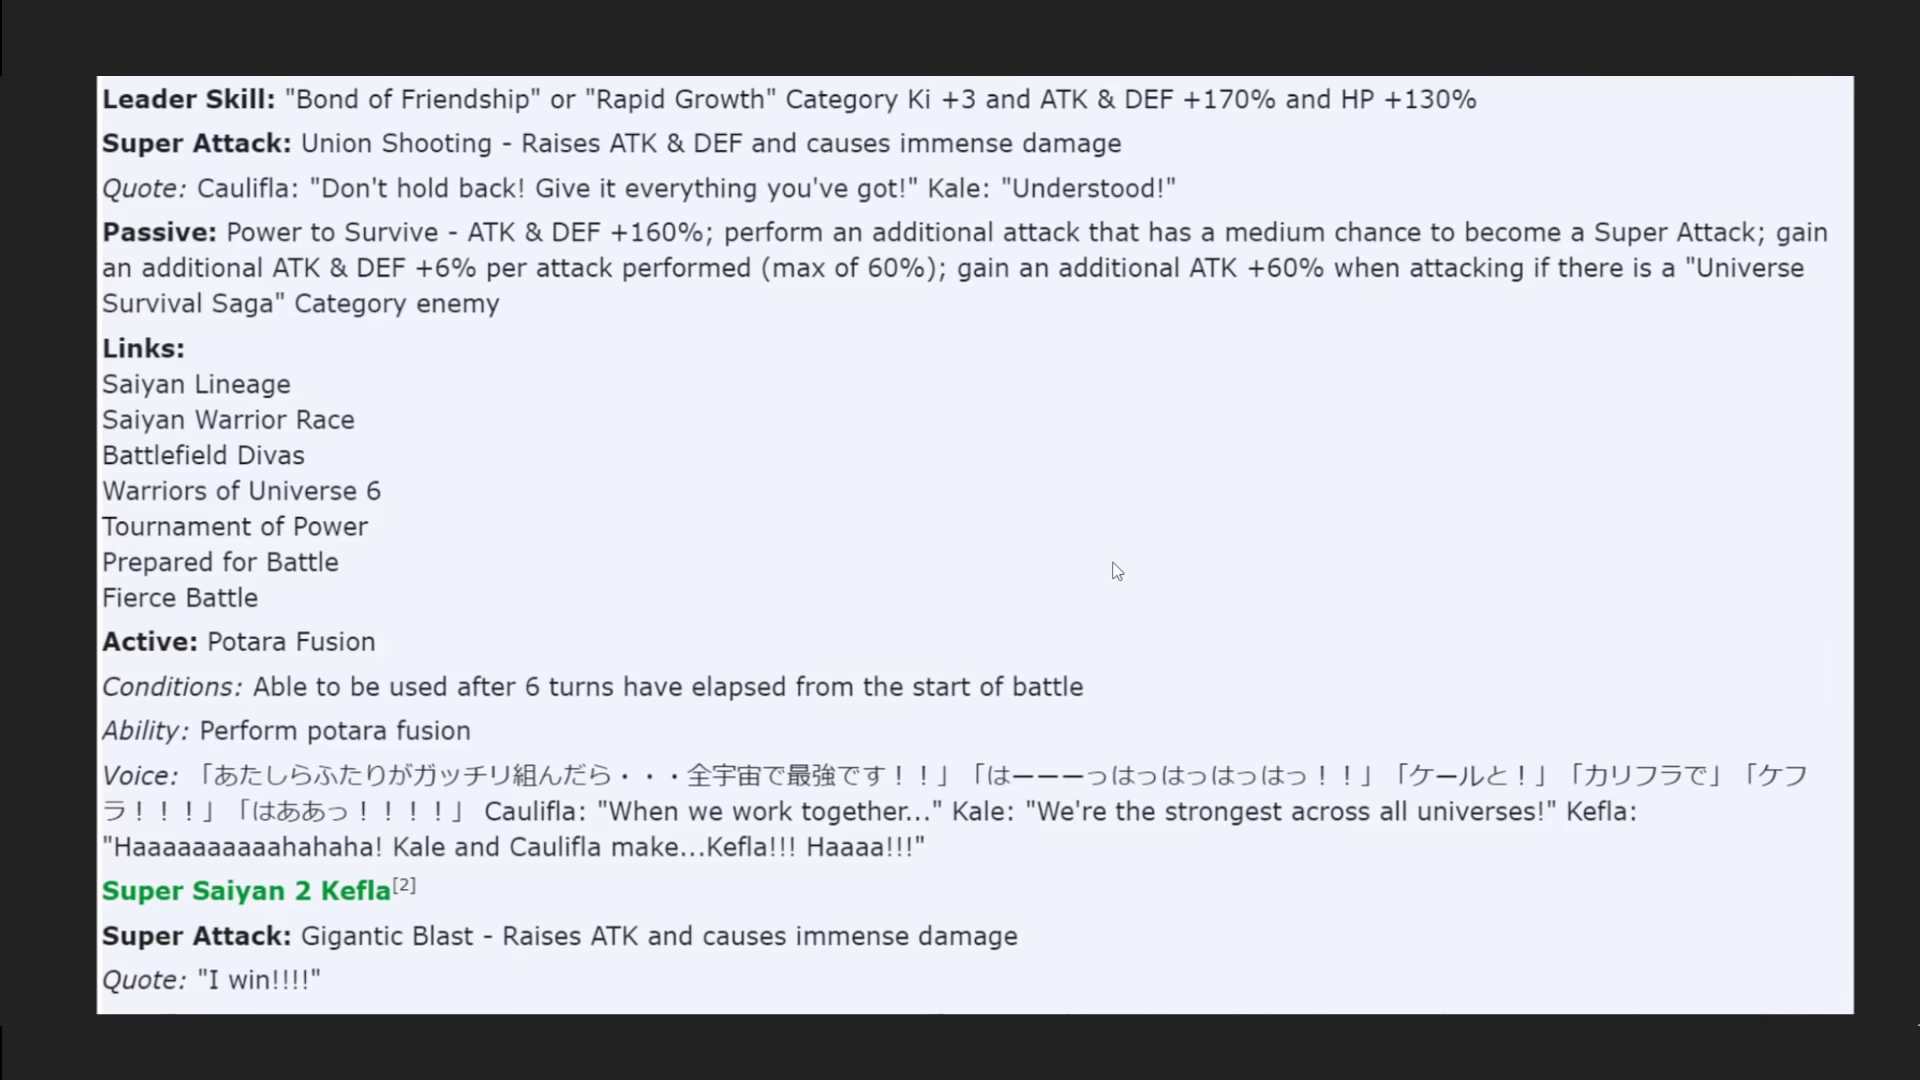 Leader Skill: "Bond of Friendship" or "Rapid Growth" Category Ki +3 and ATK & DEF +170% and HP +130%
Super Attack: Union Shooting - Raises ATK & DEF and causes immense damage
Quote: Caulifla: "Don't hold back! Give it everything you've got!" Kale: "Understood!"
Passive: Power to Survive - ATK & DEF +160%; perform an additional attack that has a medium chance to become a Super Attack; gain
an additional ATK & DEF +6% per attack performed (max of 60%); gain an additional ATK +60% when attacking if there is a "Universe
Survival Saga" Category enemy
Links:
Saiyan Lineage
Saiyan Warrior Race
Battlefield Divas
Warriors of Universe 6
Tournament of Power
Prepared for Battle
Fierce Battle
Active: Potara Fusion
Conditions: Able to be used after 6 turns have elapsed from the start of battle
Ability: Perform potara fusion
Voice: 「あたしらふたりがガッチリ組んだら・・・全宇宙で最強です！！」「はーーーっはっはっはっはっ！！」「ケールと！」「カリフラで」「ケフ
ラ！！！」「はああっ！！！！」 Caulifla: "When we work together..." Kale: "We're the strongest across all universes!" Kefla:
"Haaaaaaaaaahahaha! Kale and Caulifla make...Kefla!!! Haaaa!!!"
Super Saiyan 2 Kefla[2]
Super Attack: Gigantic Blast - Raises ATK and causes immense damage
Quote: "I win!!!!"